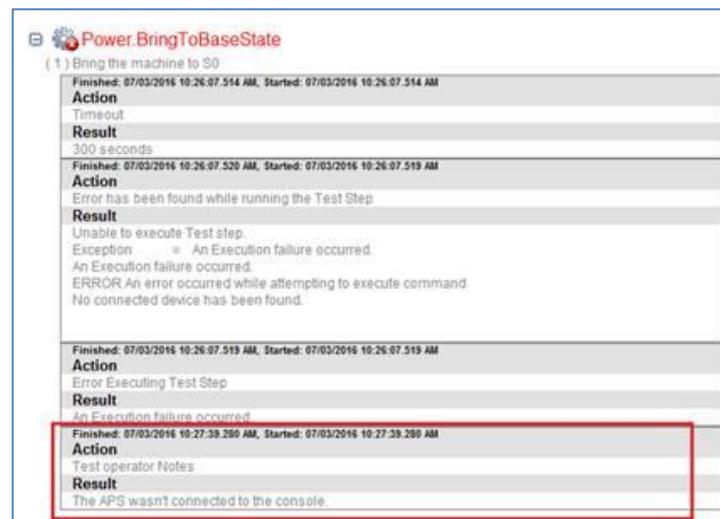 Power.BringToBaseState
( 1 ) Bring the machine to S0
Finished: 07/03/2016 10:26:07.514 AM, Started: 07/03/2016 10:26:07.514 AM
Action
Timeout
Result
300 seconds
Finished: 07/03/2016 10:26:07.520 AM, Started: 07/03/2016 10:26:07.519 AM
Action
Error has been found while running the Test Step
Result
Unable to execute Test step.
Exception = An Execution failure occurred.
An Execution failure occurred.
ERROR An error occurred while attempting to execute command
No connected device has been found.
Finished: 07/03/2016 10:26:07.519 AM, Started: 07/03/2016 10:26:07.519 AM
Action
Error Executing Test Step
Result
An Execution failure occurred.
Finished: 07/03/2016 10:27:39.280 AM, Started: 07/03/2016 10:27:39.280 AM
Action
Test operator Notes
Result
The APS wasn't connected to the console.